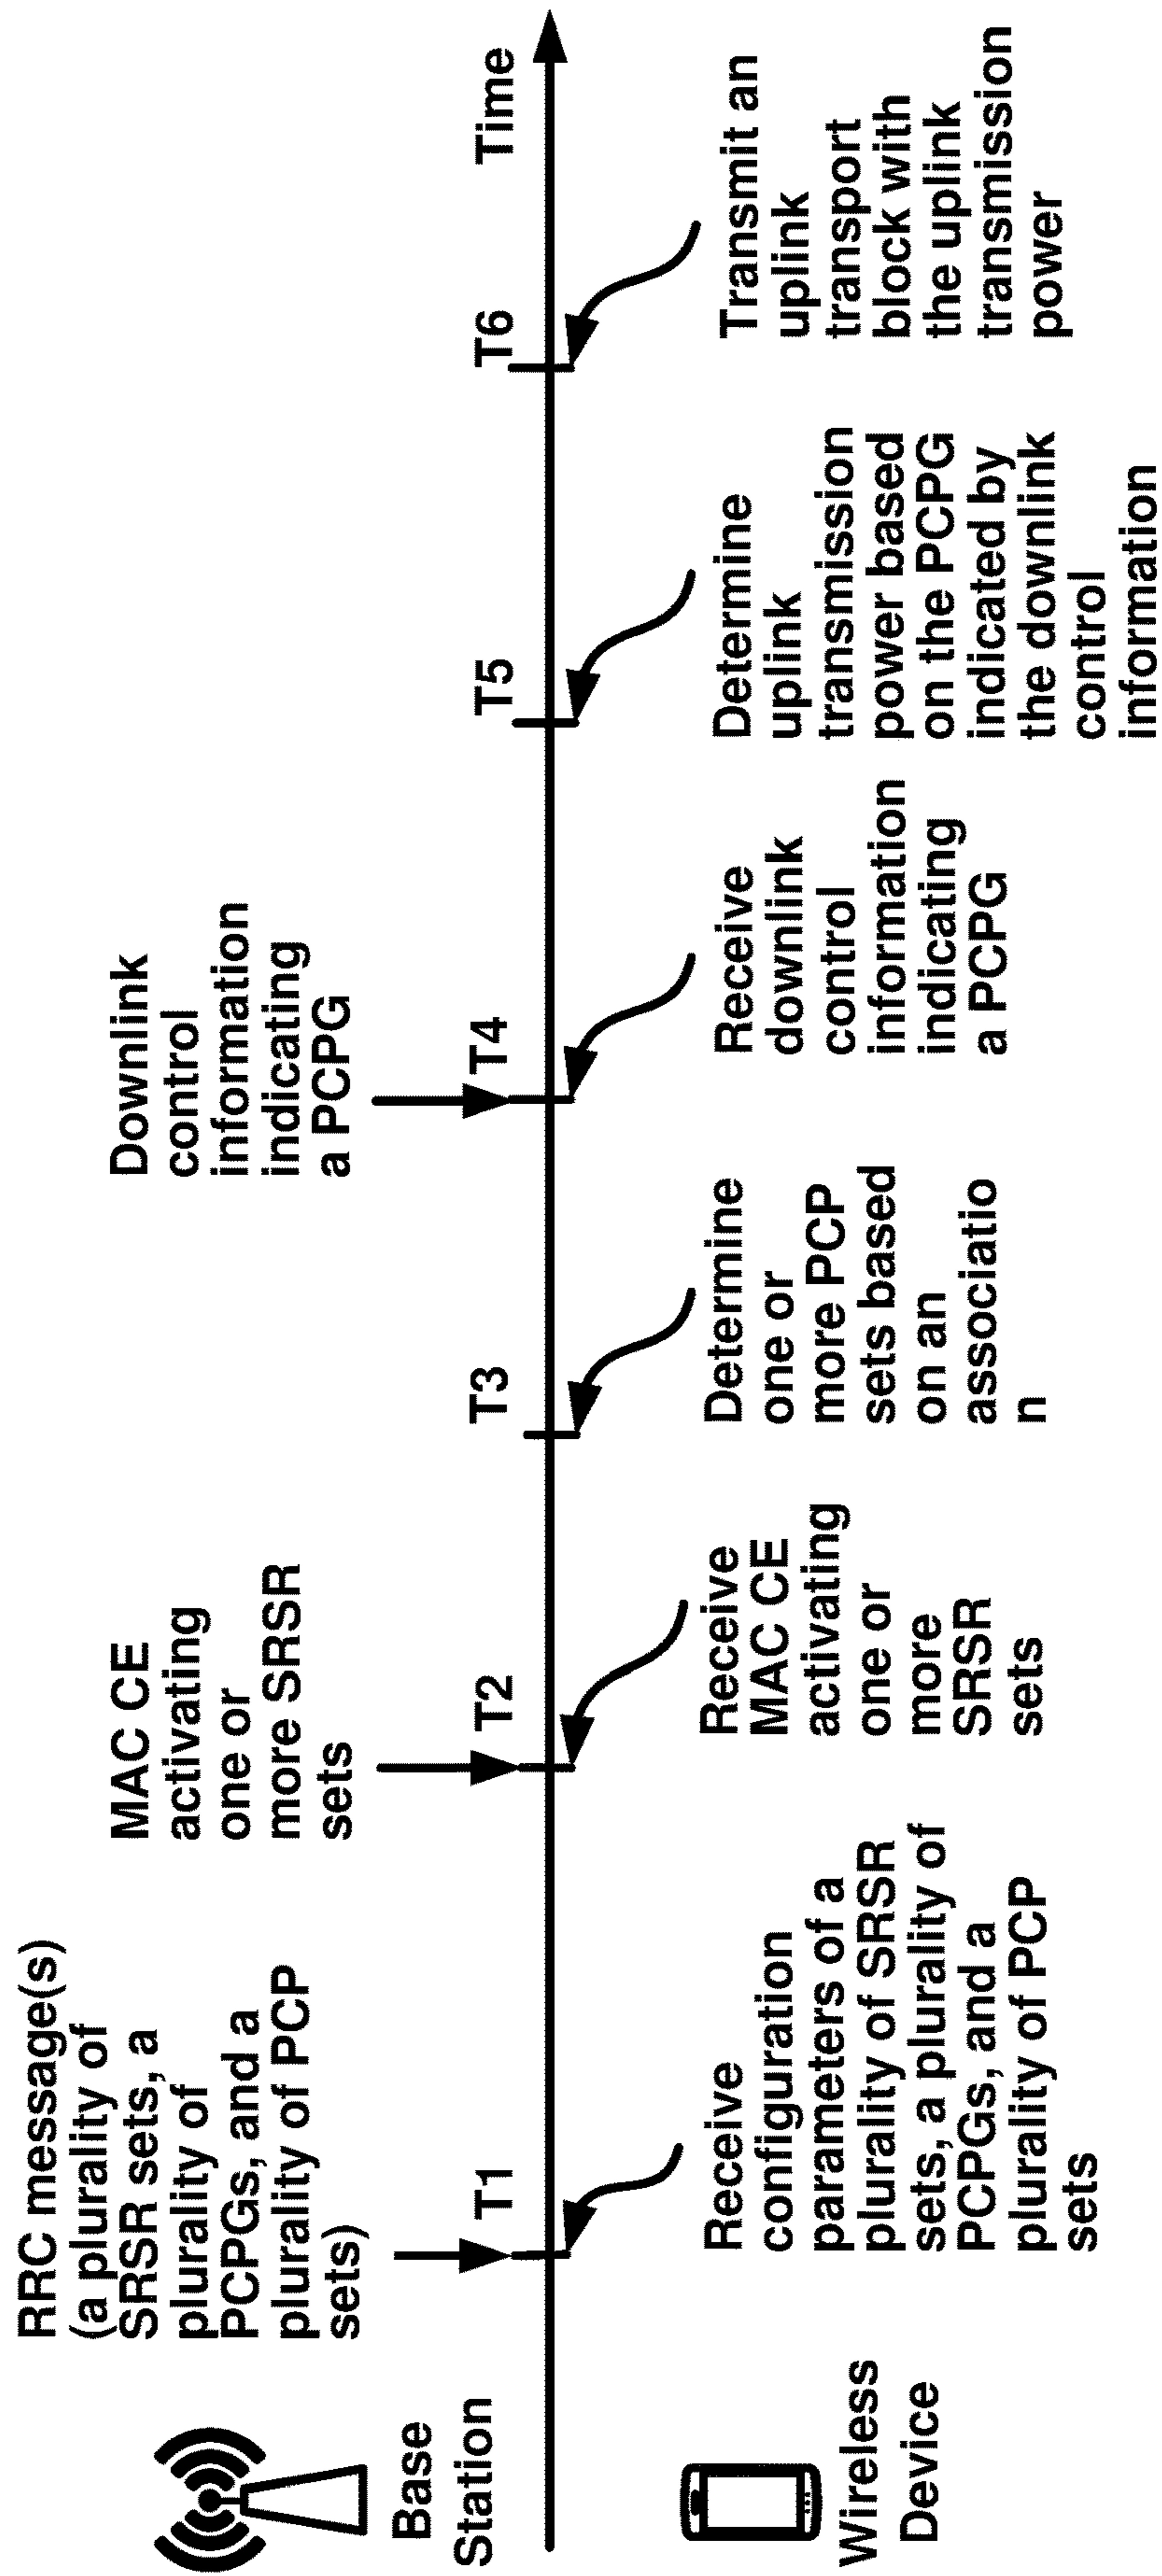 RRC message(s)
(a plurality of
SRSR sets, a
plurality of
PCPGs, and a
plurality of PCP
sets)
MAC CE
activating
one or
more SRSR
sets
Downlink
control
information
indicating
a PCPG
Base
Station
T1
T2
T3
T4
T5
T6
Time
Wireless
Device
Receive
configuration
parameters of a
plurality of SRSR
sets, a plurality of
PCPGs, and a
plurality of PCP
sets
Receive
MAC CE
activating
one or
more
SRSR
sets
Determine
one or
more PCP
sets based
on an
associatio
n
Receive
downlink
control
information
indicating
a PCPG
Determine
uplink
transmission
power based
on the PCPG
indicated by
the downlink
control
information
Transmit an
uplink
transport
block with
the uplink
transmission
power